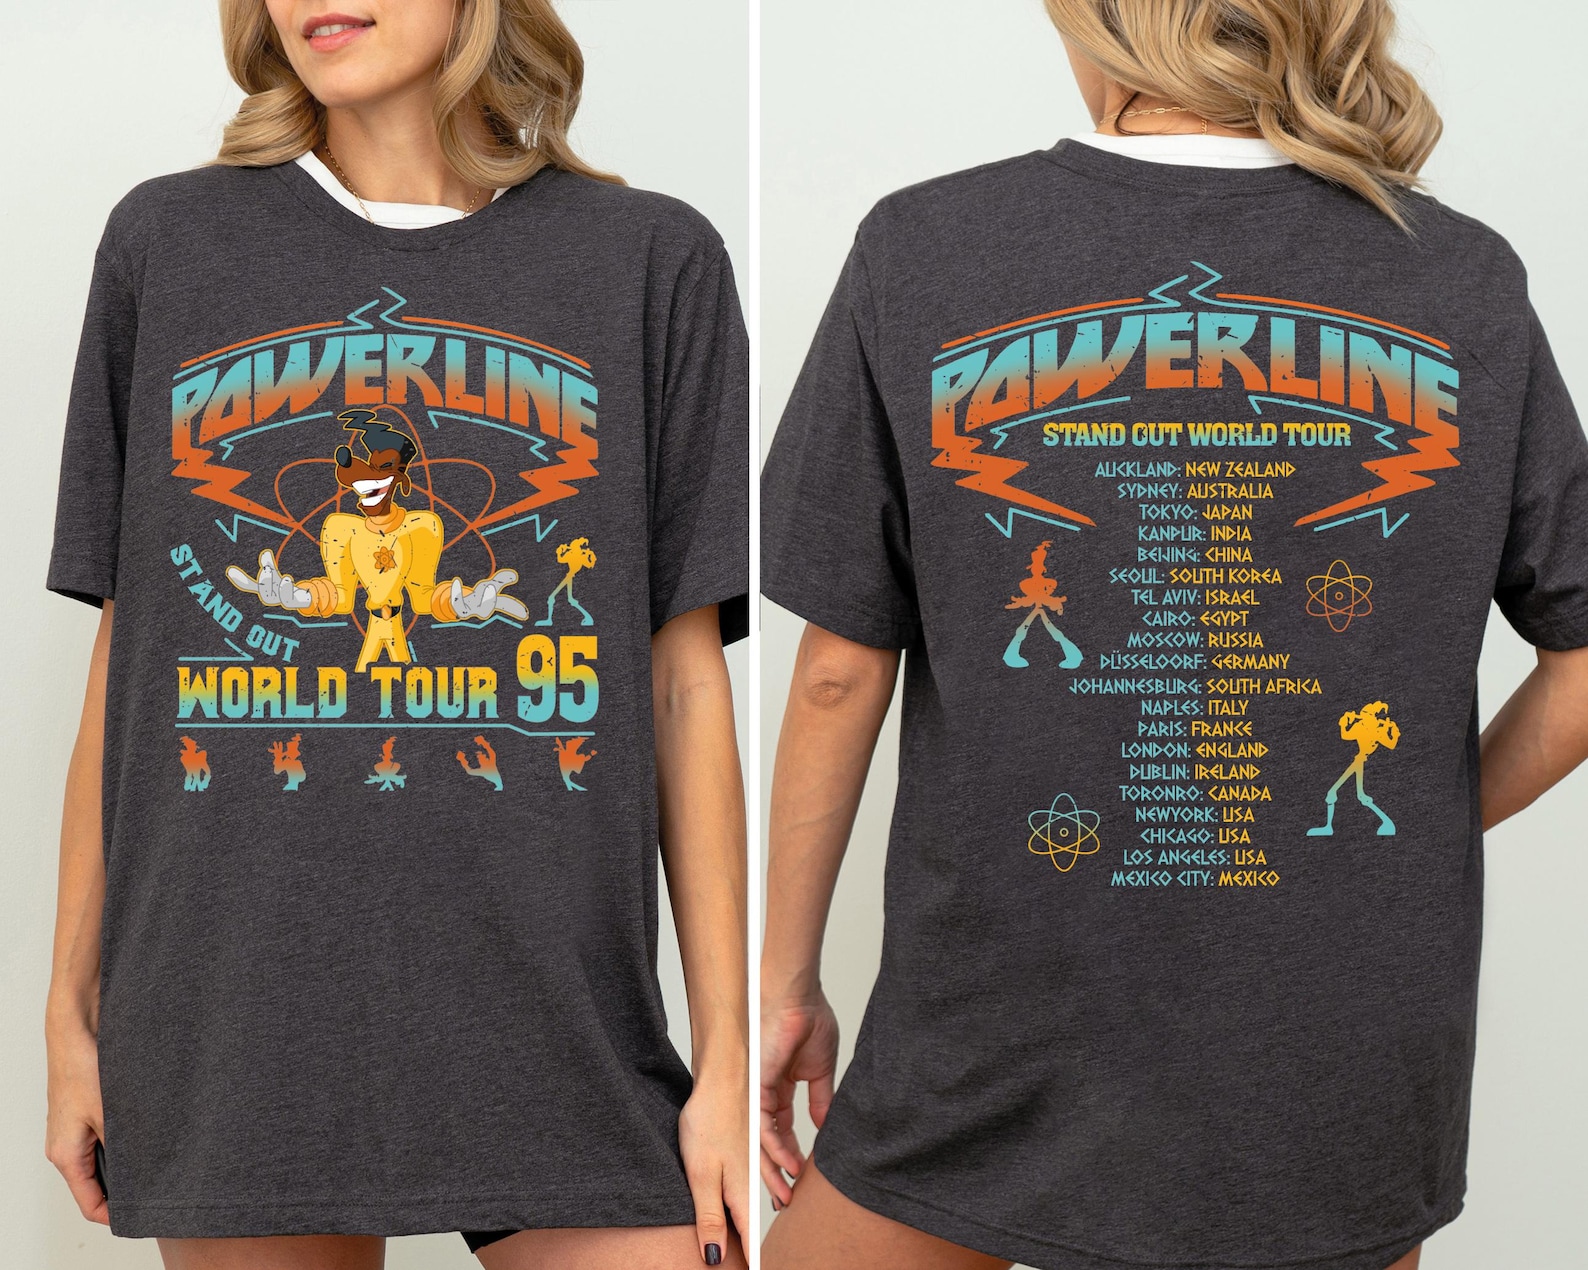 POWERLINE
STAND OUT
WORLD TOUR 95
POWERLINE
STAND OUT WORLD TOUR
AUCKLAND: NEW ZEALAND
SYDNEY: AUSTRALIA
TOKYO: JAPAN
KANPUR: INDIA
BEIJING: CHINA
SEOUL: SOUTH KOREA
TEL AVIV: ISRAEL
CAIRO: EGYPT
MOSCOW: RUSSIA
DÜSSELOORF: GERMANY
JOHANNESBURG: SOUTH AFRICA
NAPLES: ITALY
PARIS: FRANCE
LONDON: ENGLAND
DUBLIN: IRELAND
TORONRO: CANADA
NEWYORK: USA
CHICAGO: USA
LOS ANGELES: USA
MEXICO CITY: MEXICO